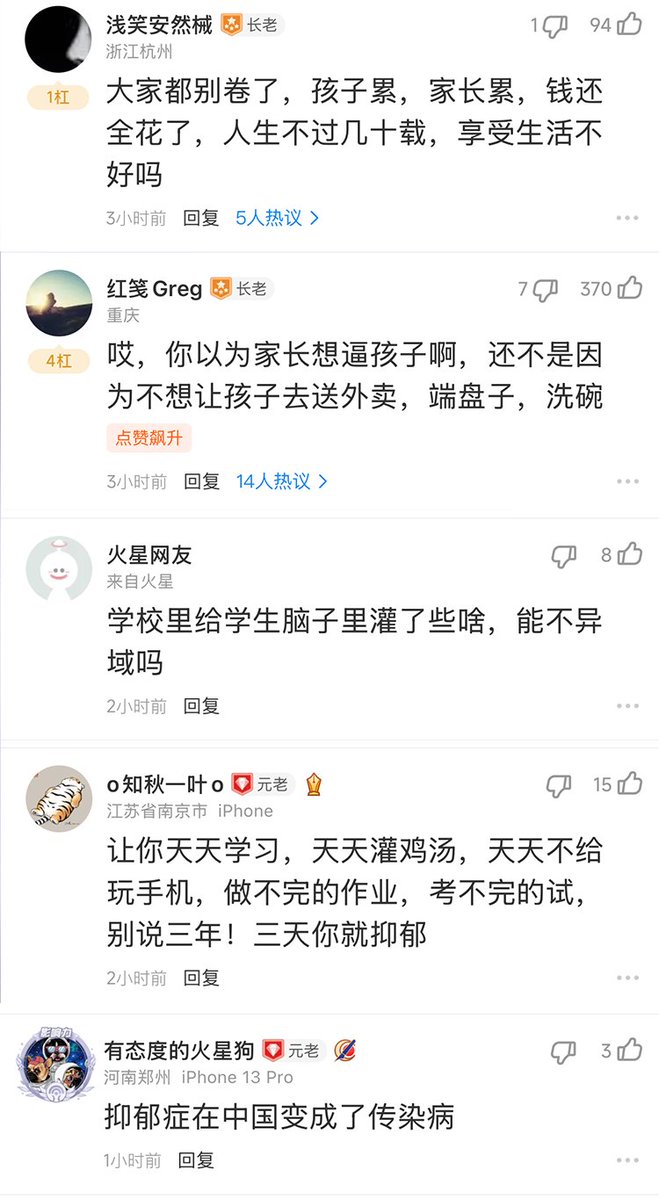 浅笑安然械 长老 1 94
浙江杭州
1杠
大家都别卷了，孩子累，家长累，钱还
全花了，人生不过几十载，享受生活不
好吗
3小时前 回复 5人热议 >
红笺Greg 长老 7 370
重庆
4杠
哎，你以为家长想逼孩子啊，还不是因
为不想让孩子去送外卖，端盘子，洗碗
点赞飙升
3小时前 回复 14人热议 >
火星网友 8
来自火星
学校里给学生脑子里灌了些啥，能不异
域吗
2小时前 回复
o知秋一叶o 元老 15
江苏省南京市 iPhone
让你天天学习，天天灌鸡汤，天天不给
玩手机，做不完的作业，考不完的试，
别说三年！三天你就抑郁
2小时前 回复
影响力
有态度的火星狗 元老 3
河南郑州 iPhone 13 Pro
抑郁症在中国变成了传染病
1小时前 回复